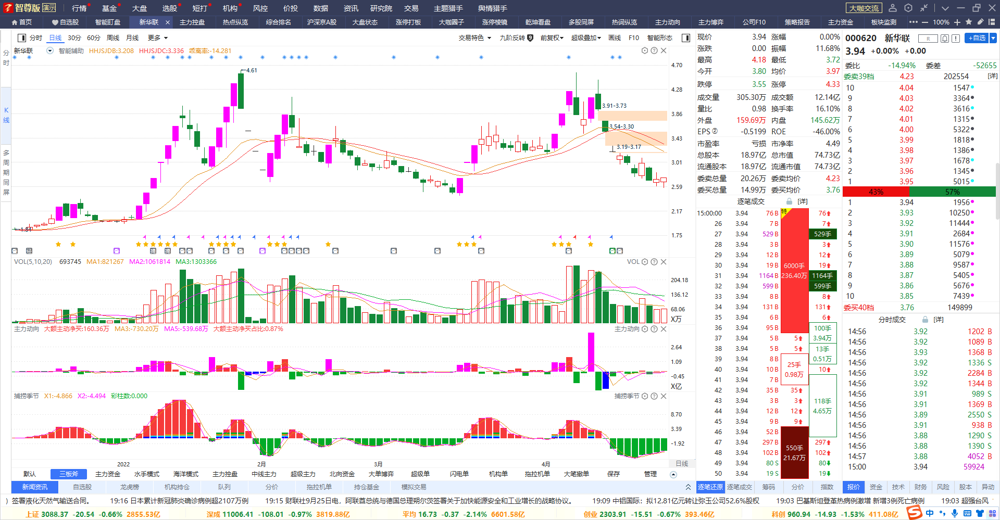 智尊版 演示 行情 基金 大盘 选股 短打 机构 风控 价投 数据 资讯 研究院 交易 主题猎手 舆情猎手 大咖交流
首页 自选股 智能盯盘 新华联 主力控盘 热点纵览 综合排名 沪深京A股 大盘状态 涨停打板 大咖圈子 涨停棱镜 乾坤看盘 多股同屏 热词纵览 主力动向 主力博弈 公司F10 策略报告 主力资金 板块监测 100%
分时 日线 30分 60分 周线 月线 更多 交易特色 九阶反转 9 前复权 超级叠加 画线 F10 智能形态
新华联 智能辅助 HHJSJDB:3.208 HHJSJDC:3.336 乖离率:-14.281
分时
K线
多周期同屏
4.70
4.28
3.86
3.43
3.01
2.59
2.17
1.75
4.61
3.91-3.73
3.54-3.30
3.19-3.17
1.84
VOL(5,10,20) 693745 MA1:821267 MA2:1061814 MA3:1303366 VOL
204.18
136.12
68.06
X万
主力动向 大额主动净买:160.36万 MA3:-730.20万 MA5:-539.68万 大额主动净买占比:0.87% 主力动向
2.64
1.09
-0.45
X亿
捕捞季节 X1:-4.866 X2:-4.494 彩柱数:0.000 捕捞季节
8.70
3.39
-1.92
2022 2月 3月 4月 日线
默认 三板斧 主力资金 水手模式 海洋模式 主力控盘 中线主力 超级主力 北向资金 大单博弈 超级单 闪电单 机构单 拖拉机单 大笔撤单 保存 管理
新闻资讯 自选股 龙虎榜 机构持仓 队列 分价 拖拉机单 持仓基金 模拟交易
现价 3.94 涨幅 0.00%
涨跌 0.00 振幅 11.68%
最高 4.18 最低 3.72
今开 3.80 均价 3.97
跌停 3.55 涨停 4.33
成交量 305.30万 成交额 12.14亿
量比 0.98 换手率 16.10%
外盘 159.69万 内盘 145.62万
EPS② -0.5199 ROE -46.00%
市盈率 亏损 市净率 4.49
总股本 18.97亿 总市值 74.73亿
流通股本 18.97亿 流通市值 74.73亿
委卖总量 20.26万 委卖均价 4.23
委买总量 14.99万 委买均价 3.76
逐笔成交 [详]
15:00:00 3.94 76 B 76
26 3.94 7 B 7
27 3.94 529 B 529手
28 3.94 3 B 3
29 3.94 12 B 12
30 3.94 19 B 19
31 3.94 1164 B 1164手
32 3.94 599 B 599手
33 3.94 8 B 8
34 3.94 131 B 131
35 3.94 6 B 6
36 3.94 95 B
37 3.94 5 B 5
38 3.94 5 B 5
39 3.94 8 B
40 3.94 10 B 10
41 3.94 7 B
42 3.94 35 B 35
43 3.94 3 B 3
44 3.94 12 B 12
45 3.94 9 B 9
46 3.94 52 B
47 3.94 297 B 297
48 3.94 102 B 102
49 3.94 80 S 80
50 3.94 19 S 19
特
6000手
236.40万
100手
3.94万
13手
0.51万
25手
0.98万
118手
4.65万
550手
21.67万
逐笔还原 逐笔成交 筹码 分价 指数
000620 新华联 R +自选
3.94 +0.00% +0.00
委比 -14.94% 委差 -52655
委卖39档 4.23 202554 [详]
10 4.04 1547
9 4.03 3364
8 4.02 3616
7 4.01 1315
6 4.00 5322
5 3.99 1818
4 3.98 1386
3 3.97 1678
2 3.96 1345
1 3.95 5015
43% 57%
1 3.94 1956
2 3.93 10250
3 3.92 11444
4 3.91 2684
5 3.90 11576
6 3.89 5079
7 3.88 9587
8 3.87 5405
9 3.86 5676
10 3.85 7439
委买40档 3.76 149899
分时成交 [详]
14:56 3.92 1202 B
14:56 3.92 1089 B
14:56 3.93 1368 B
14:56 3.92 1336 S
14:56 3.92 2284 B
14:56 3.92 1344 B
14:56 3.91 989 S
14:56 3.91 1369 B
14:56 3.89 2550 S
14:56 3.91 938 B
14:56 3.88 1290 S
14:56 3.88 1390 S
14:57 3.88 4052 B
15:00 3.94 59924
报价 资金 技术 财务 风险 股本 异动
）签署液化天然气输送合同。 19:16 日本累计新冠肺炎确诊病例超2107万例 19:15 财联社9月25日电，阿联酋总统与德国总理朔尔茨签署关于加快能源安全和工业增长的战略协议。 19:09 中铝国际：拟12.81亿元转让弥玉公司52.6%股权 19:03 巴基斯坦登革热病例激增 新增3例死亡病例 19:03 超强台风
上证 3088.37 -20.54 -0.66% 2855.53亿 深成 11006.41 -108.01 -0.97% 3819.88亿 平均 16.73 -0.37 -2.14% 6601.58亿 创业 2303.91 -15.51 -0.67% 393.46亿 科创 960.94 -14.93 -1.53% 411.08亿 中